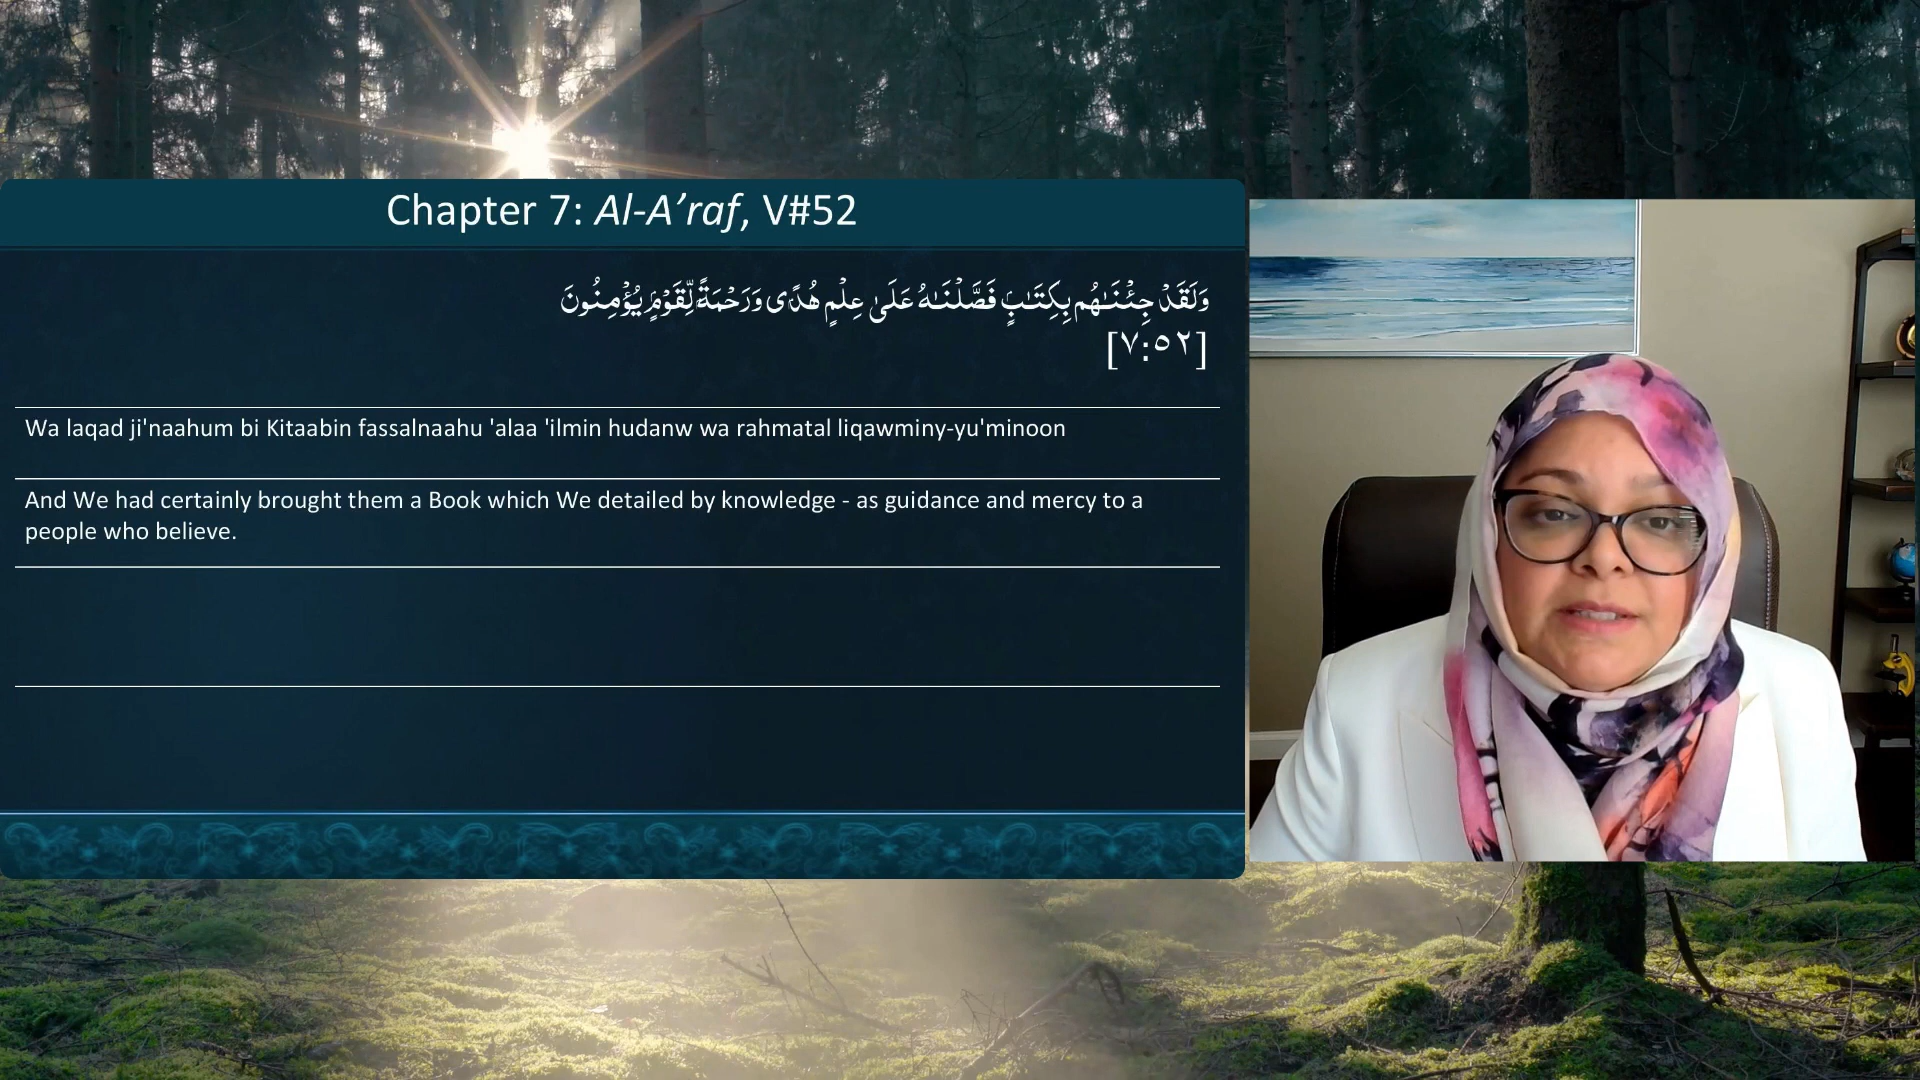 Chapter 7: Al-A’raf, V#52
وَلَقَدْ جِئْنَـٰهُم بِكِتَـٰبٍ فَصَّلْنَـٰهُ عَلَىٰ عِلْمٍ هُدًى وَرَحْمَةً لِّقَوْمٍ يُؤْمِنُونَ
[٧:٥٢]
Wa laqad ji'naahum bi Kitaabin fassalnaahu 'alaa 'ilmin hudanw wa rahmatal liqawminy-yu'minoon
And We had certainly brought them a Book which We detailed by knowledge - as guidance and mercy to a
people who believe.